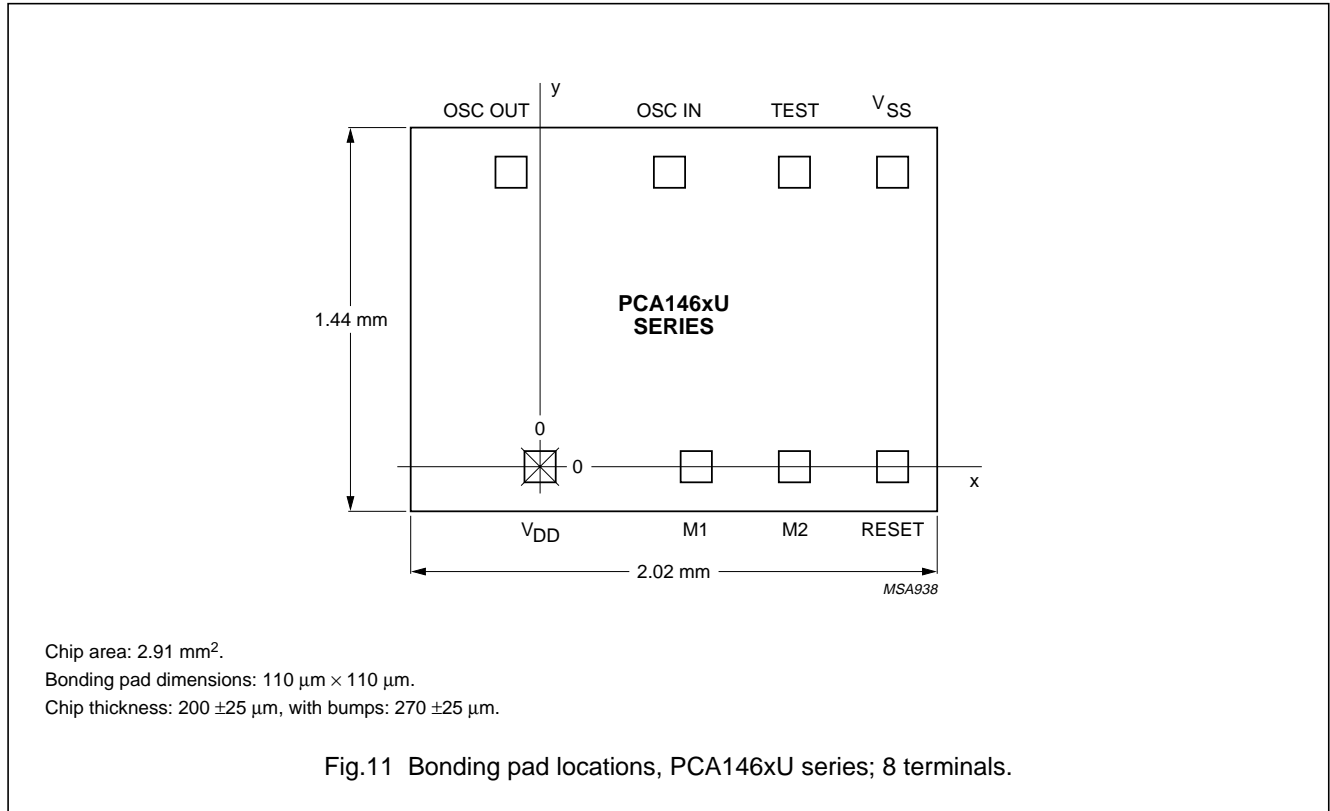 y
OSC OUT OSC IN TEST VSS
PCA146xU
SERIES
1.44 mm
0
0
x
VDD M1 M2 RESET
2.02 mm
MSA938
Chip area: 2.91 mm².
Bonding pad dimensions: 110 μm × 110 μm.
Chip thickness: 200 ±25 μm, with bumps: 270 ±25 μm.
Fig.11 Bonding pad locations, PCA146xU series; 8 terminals.